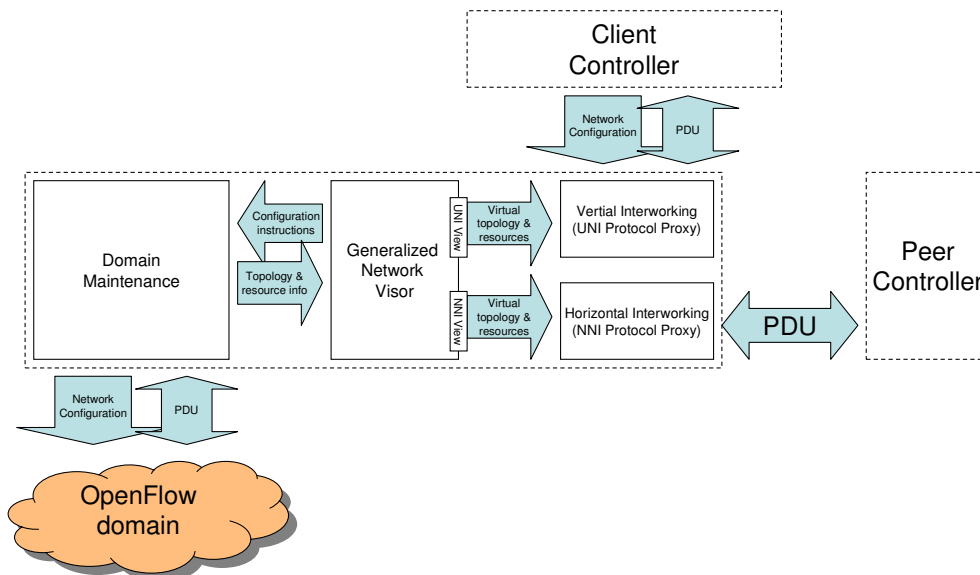 Client
Controller
Network
Configuration
PDU
Domain
Maintenance
Configuration
instructions
Topology &
resource info
Generalized
Network
Visor
UNI View
Virtual
topology &
resources
Vertial Interworking
(UNI Protocol Proxy)
NNI View
Virtual
topology &
resources
Horizontal Interworking
(NNI Protocol Proxy)
PDU
Peer
Controller
Network
Configuration
PDU
OpenFlow
domain